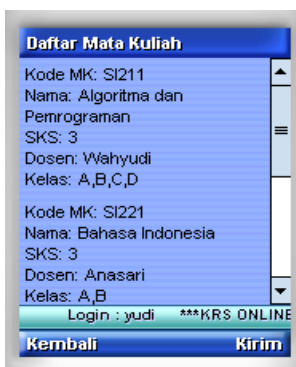 Daftar Mata Kuliah
Kode MK: SI211
Nama: Algoritma dan
Pemrograman
SKS: 3
Dosen: Wahyudi
Kelas: A,B,C,D
Kode MK: SI221
Nama: Bahasa Indonesia
SKS: 3
Dosen: Anasari
Kelas: A,B
Login : yudi ***KRS ONLINE
Kembali Kirim